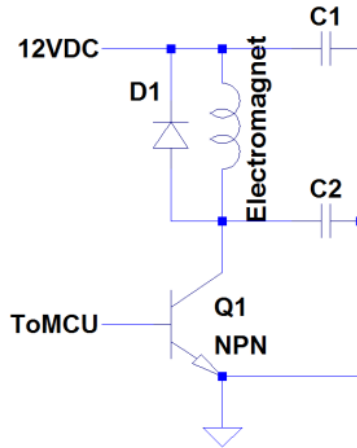 C1
12VDC
D1
Electromagnet
C2
Q1
ToMCU
NPN